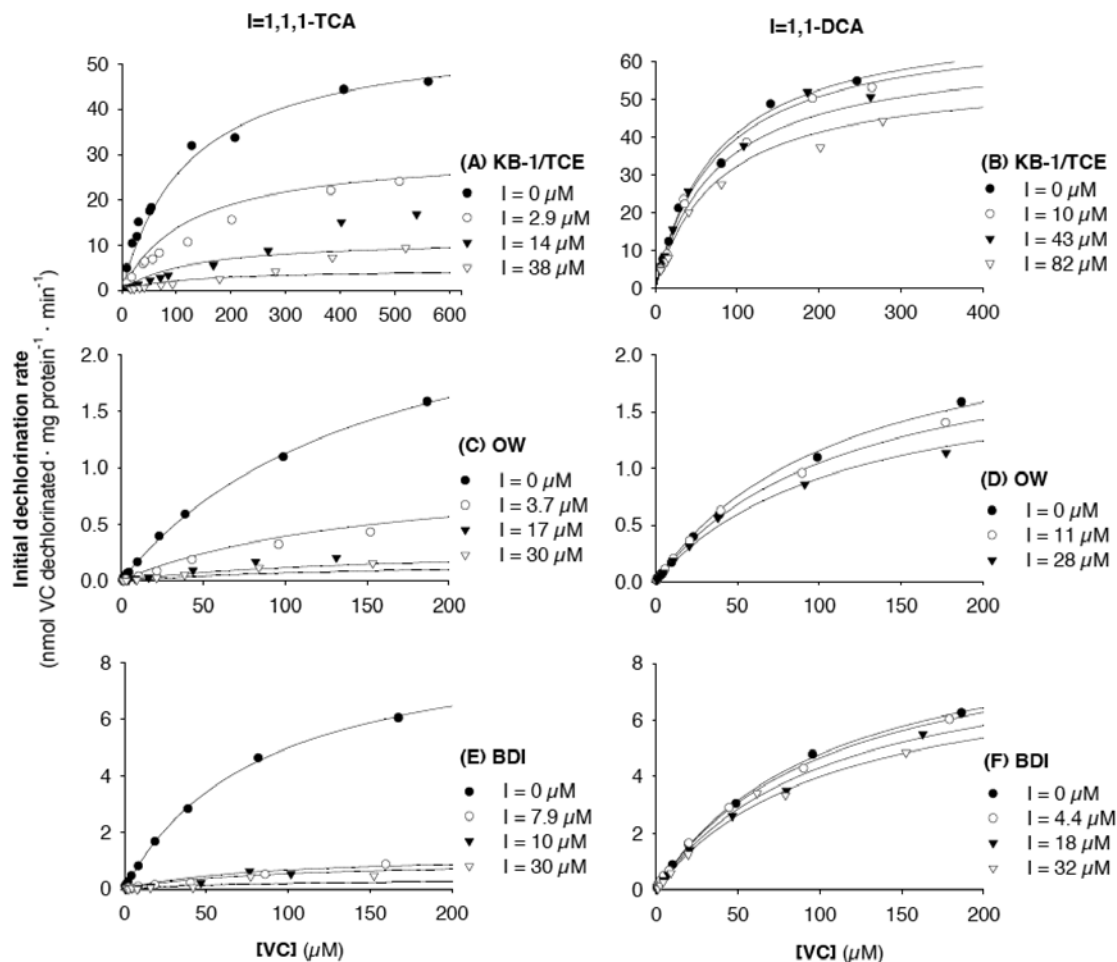 I=1,1,1-TCA
I=1,1-DCA
Initial dechlorination rate
(nmol VC dechlorinated · mg protein⁻¹ · min⁻¹)
50
40
30
20
10
0
0 100 200 300 400 500 600
(A) KB-1/TCE
I = 0 µM
I = 2.9 µM
I = 14 µM
I = 38 µM
60
50
40
30
20
10
0
0 100 200 300 400
(B) KB-1/TCE
I = 0 µM
I = 10 µM
I = 43 µM
I = 82 µM
2.0
1.5
1.0
0.5
0.0
0 50 100 150 200
(C) OW
I = 0 µM
I = 3.7 µM
I = 17 µM
I = 30 µM
2.0
1.5
1.0
0.5
0.0
0 50 100 150 200
(D) OW
I = 0 µM
I = 11 µM
I = 28 µM
8
6
4
2
0
0 50 100 150 200
(E) BDI
I = 0 µM
I = 7.9 µM
I = 10 µM
I = 30 µM
[VC] (µM)
8
6
4
2
0
0 50 100 150 200
(F) BDI
I = 0 µM
I = 4.4 µM
I = 18 µM
I = 32 µM
[VC] (µM)